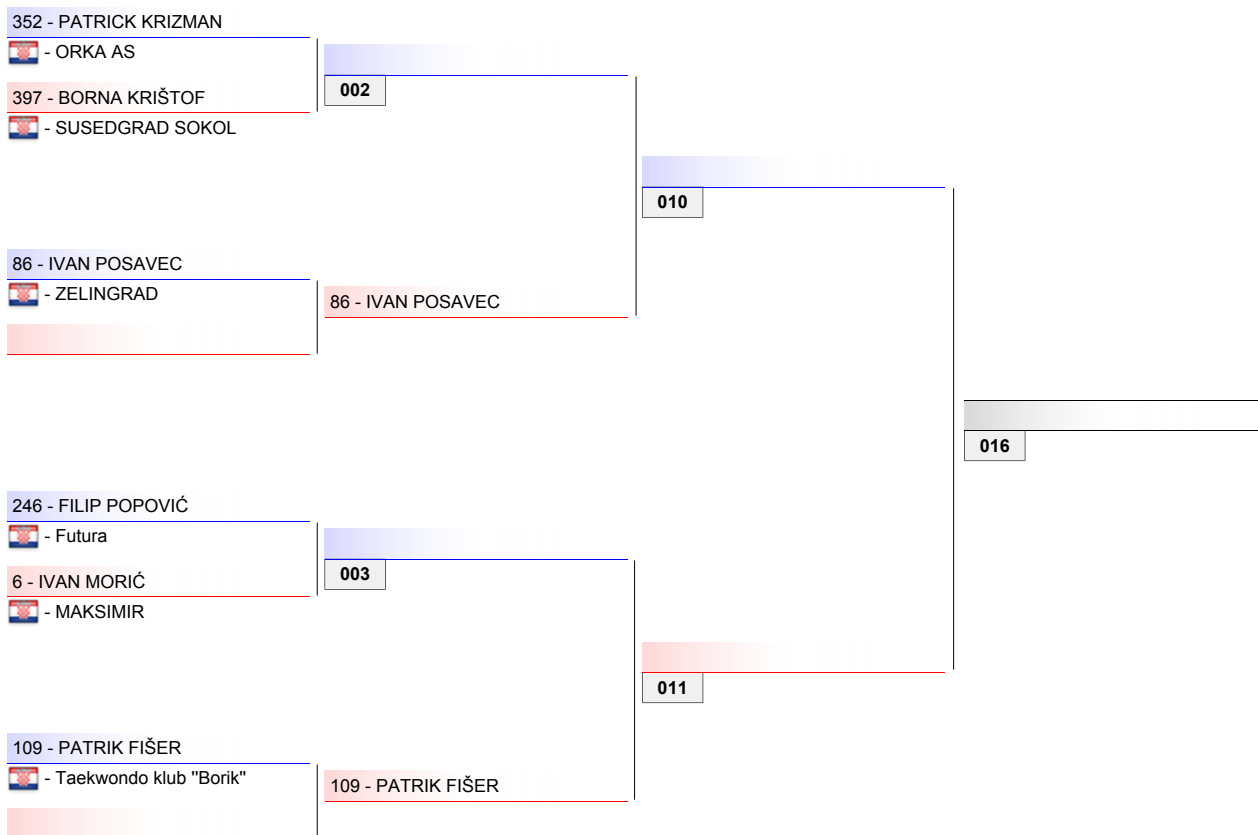 352 - PATRICK KRIZMAN
- ORKA AS
002
397 - BORNA KRIŠTOF
- SUSEDGRAD SOKOL
010
86 - IVAN POSAVEC
- ZELINGRAD
86 - IVAN POSAVEC
016
246 - FILIP POPOVIĆ
- Futura
003
6 - IVAN MORIĆ
- MAKSIMIR
011
109 - PATRIK FIŠER
- Taekwondo klub "Borik"
109 - PATRIK FIŠER